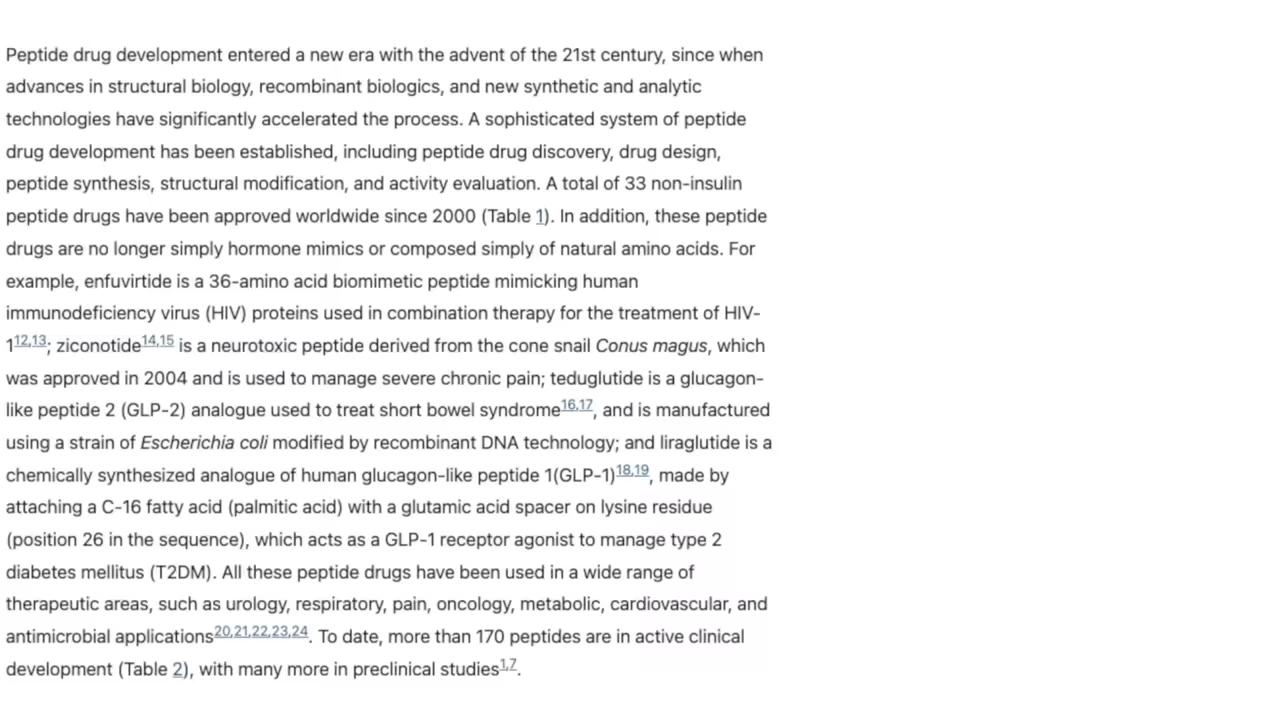 Peptide drug development entered a new era with the advent of the 21st century, since when
advances in structural biology, recombinant biologics, and new synthetic and analytic
technologies have significantly accelerated the process. A sophisticated system of peptide
drug development has been established, including peptide drug discovery, drug design,
peptide synthesis, structural modification, and activity evaluation. A total of 33 non-insulin
peptide drugs have been approved worldwide since 2000 (Table 1). In addition, these peptide
drugs are no longer simply hormone mimics or composed simply of natural amino acids. For
example, enfuvirtide is a 36-amino acid biomimetic peptide mimicking human
immunodeficiency virus (HIV) proteins used in combination therapy for the treatment of HIV-
112,13; ziconotide14,15 is a neurotoxic peptide derived from the cone snail Conus magus, which
was approved in 2004 and is used to manage severe chronic pain; teduglutide is a glucagon-
like peptide 2 (GLP-2) analogue used to treat short bowel syndrome16,17, and is manufactured
using a strain of Escherichia coli modified by recombinant DNA technology; and liraglutide is a
chemically synthesized analogue of human glucagon-like peptide 1(GLP-1)18,19, made by
attaching a C-16 fatty acid (palmitic acid) with a glutamic acid spacer on lysine residue
(position 26 in the sequence), which acts as a GLP-1 receptor agonist to manage type 2
diabetes mellitus (T2DM). All these peptide drugs have been used in a wide range of
therapeutic areas, such as urology, respiratory, pain, oncology, metabolic, cardiovascular, and
antimicrobial applications20,21,22,23,24. To date, more than 170 peptides are in active clinical
development (Table 2), with many more in preclinical studies1,7.